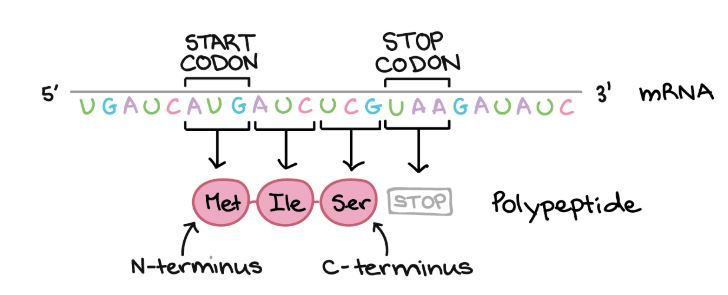 START
CODON
STOP
CODON
5' UGAUCAUGAUCUCGUAAGAUAUC 3' mRNA
Met Ile Ser STOP Polypeptide
N-terminus C-terminus